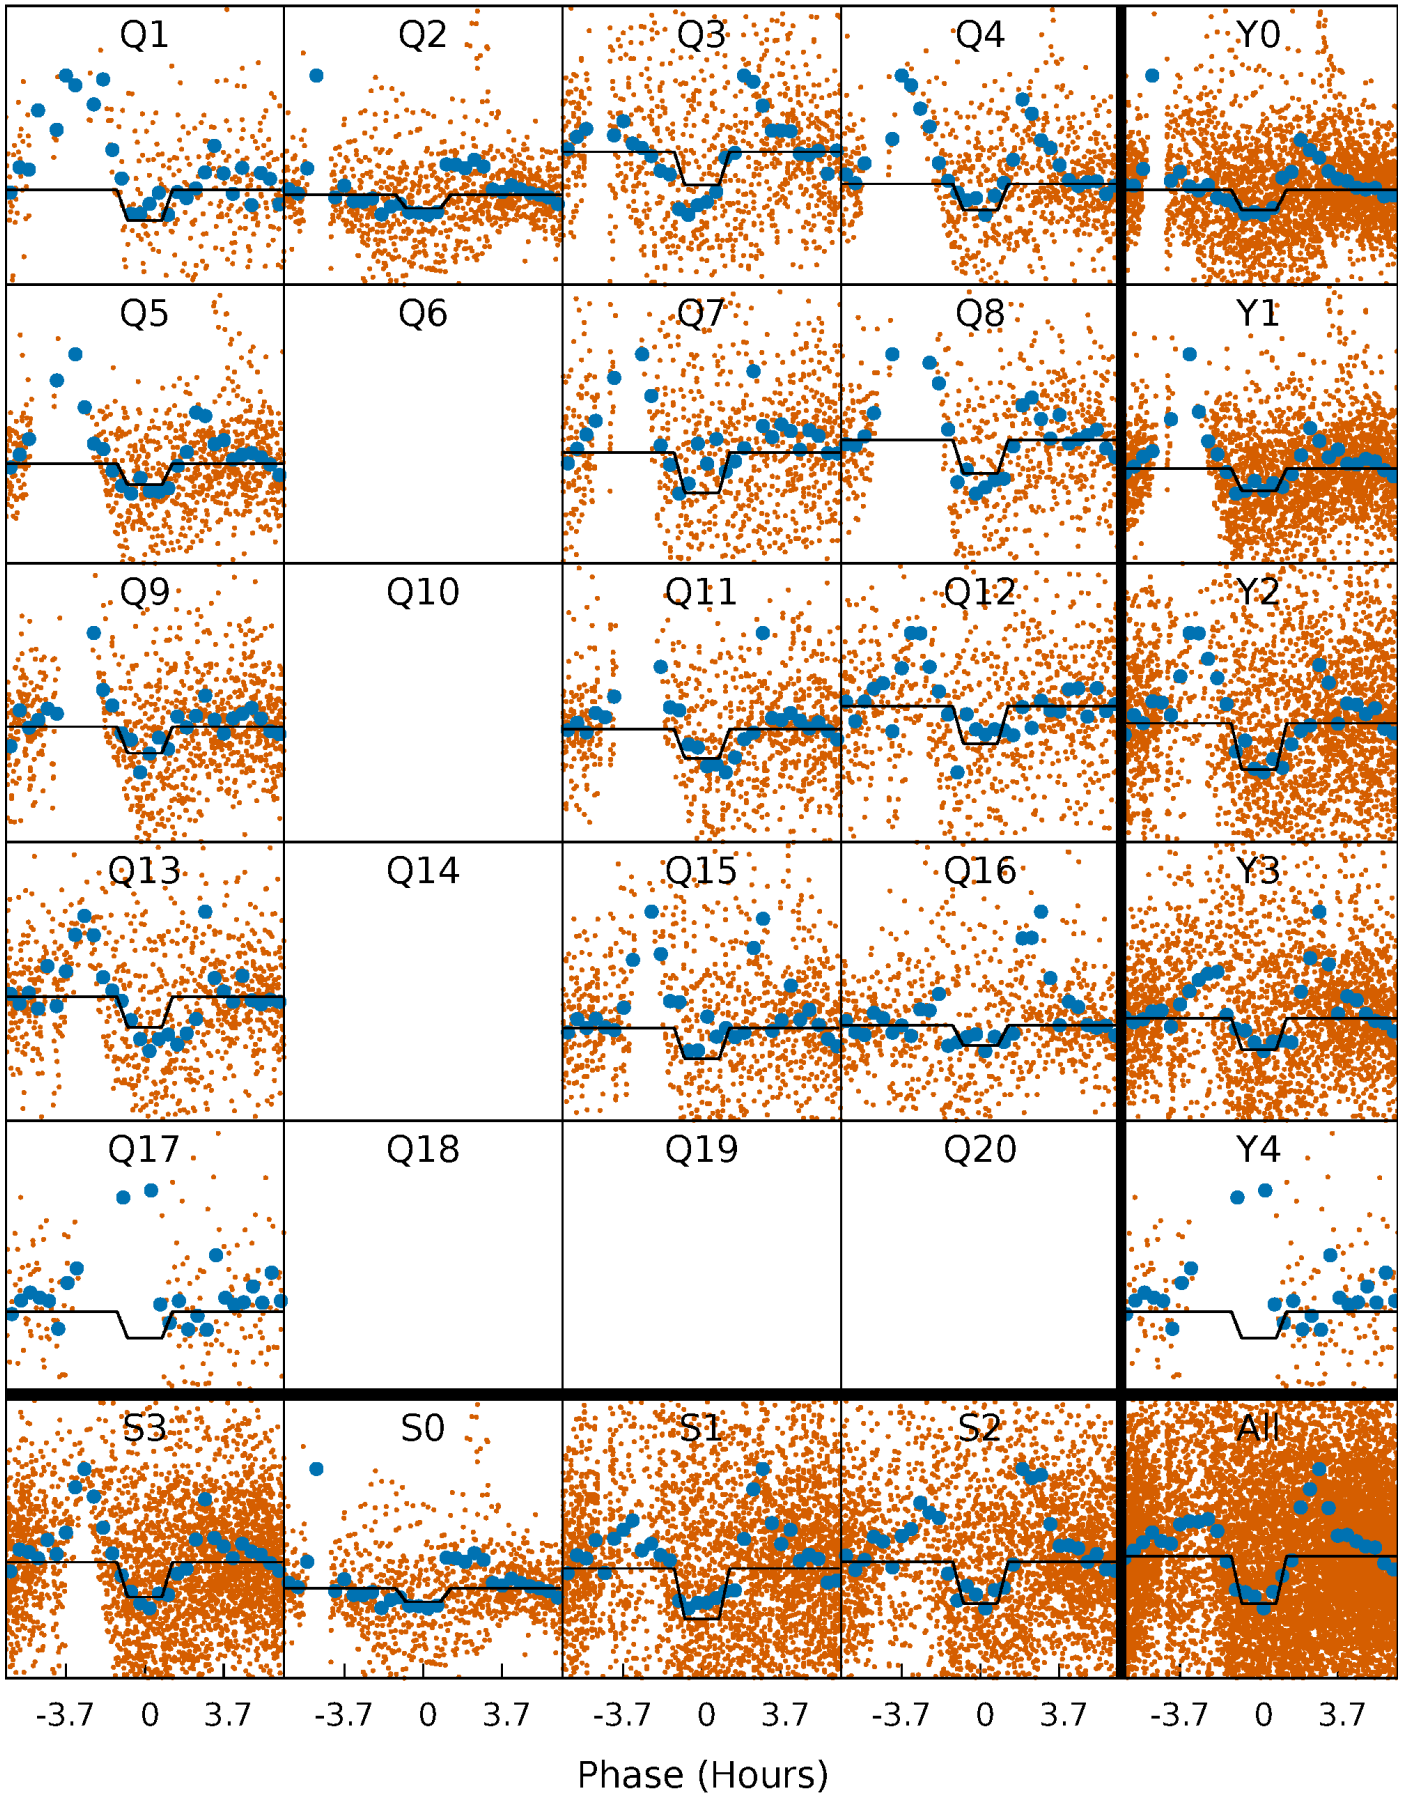 Q1 Q2 Q3 Q4 Y0
Q5 Q6 Q7 Q8 Y1
Q9 Q10 Q11 Q12 Y2
Q13 Q14 Q15 Q16 Y3
Q17 Q18 Q19 Q20 Y4
S3 S0 S1 S2 All
-3.7 0 3.7 -3.7 0 3.7 -3.7 0 3.7 -3.7 0 3.7 -3.7 0 3.7
Phase (Hours)